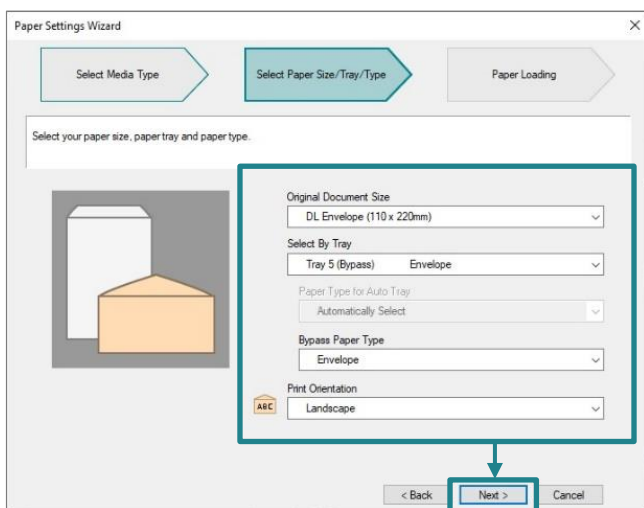 Paper Settings Wizard
Select Media Type
Select Paper Size/Tray/Type
Paper Loading
Select your paper size, paper tray and paper type.
Original Document Size
DL Envelope (110 x 220mm)
Select By Tray
Tray 5 (Bypass) Envelope
Paper Type for Auto Tray
Automatically Select
Bypass Paper Type
Envelope
Print Orientation
ABC
Landscape
< Back
Next >
Cancel